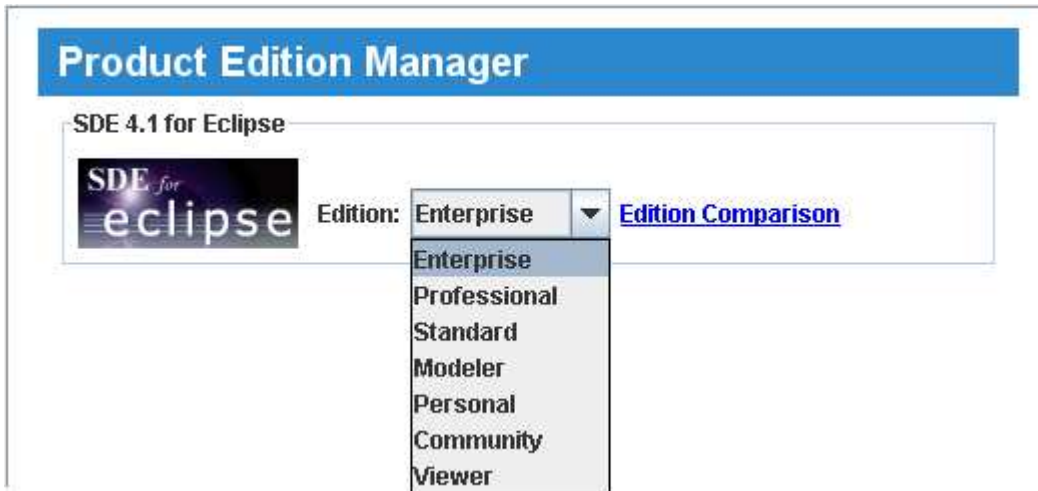 Product Edition Manager
SDE 4.1 for Eclipse
SDE for
eclipse
Edition: Enterprise Edition Comparison
Enterprise
Professional
Standard
Modeler
Personal
Community
Viewer